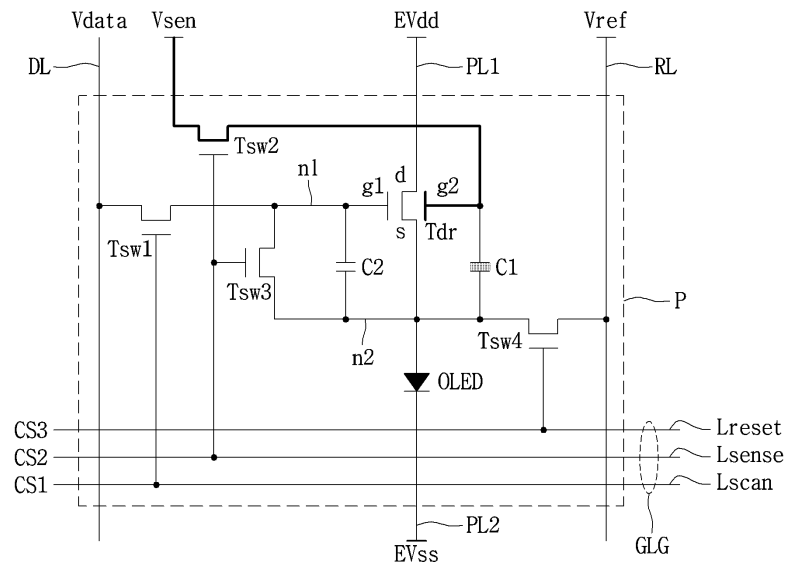 Vdata Vsen EVdd Vref
DL PL1 RL
Tsw2
n1 g1 d g2
Tsw1 s Tdr
Tsw3 C2 C1
P
n2 Tsw4
OLED
CS3 Lreset
CS2 Lsense
CS1 Lscan
PL2 GLG
EVss